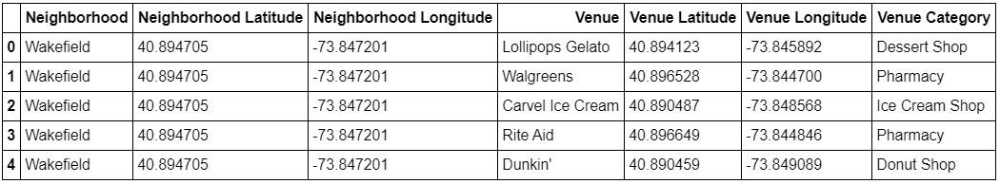 Neighborhood Neighborhood Latitude Neighborhood Longitude Venue Venue Latitude Venue Longitude Venue Category
0 Wakefield 40.894705 -73.847201 Lollipops Gelato 40.894123 -73.845892 Dessert Shop
1 Wakefield 40.894705 -73.847201 Walgreens 40.896528 -73.844700 Pharmacy
2 Wakefield 40.894705 -73.847201 Carvel Ice Cream 40.890487 -73.848568 Ice Cream Shop
3 Wakefield 40.894705 -73.847201 Rite Aid 40.896649 -73.844846 Pharmacy
4 Wakefield 40.894705 -73.847201 Dunkin' 40.890459 -73.849089 Donut Shop